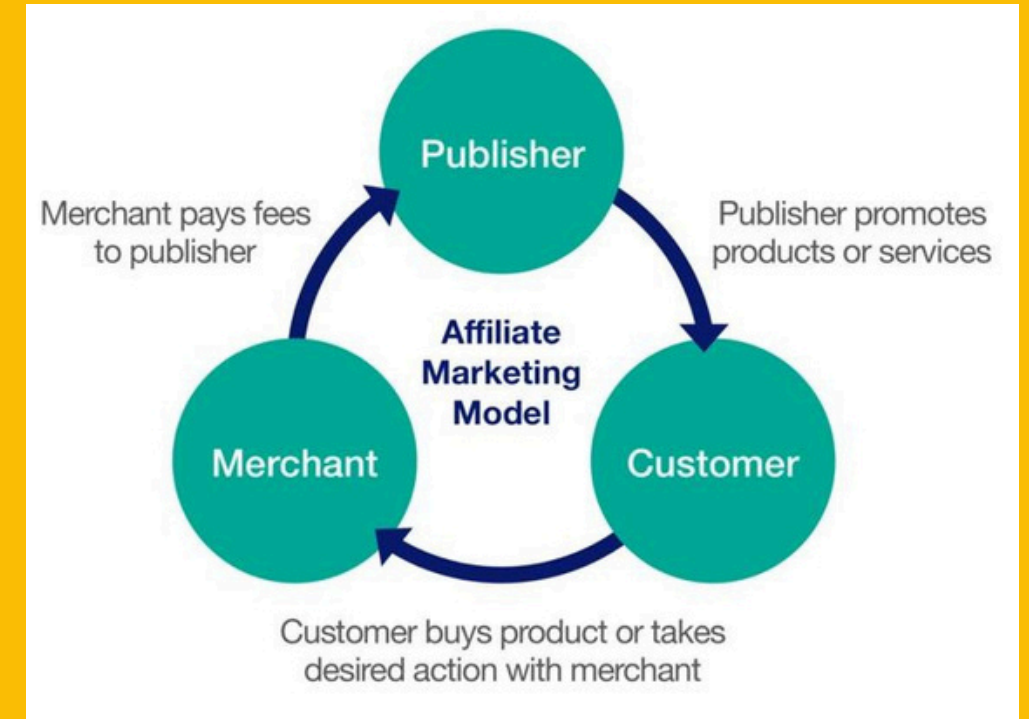 Publisher
Merchant pays fees
to publisher
Publisher promotes
products or services
Affiliate
Marketing
Model
Merchant
Customer
Customer buys product or takes
desired action with merchant